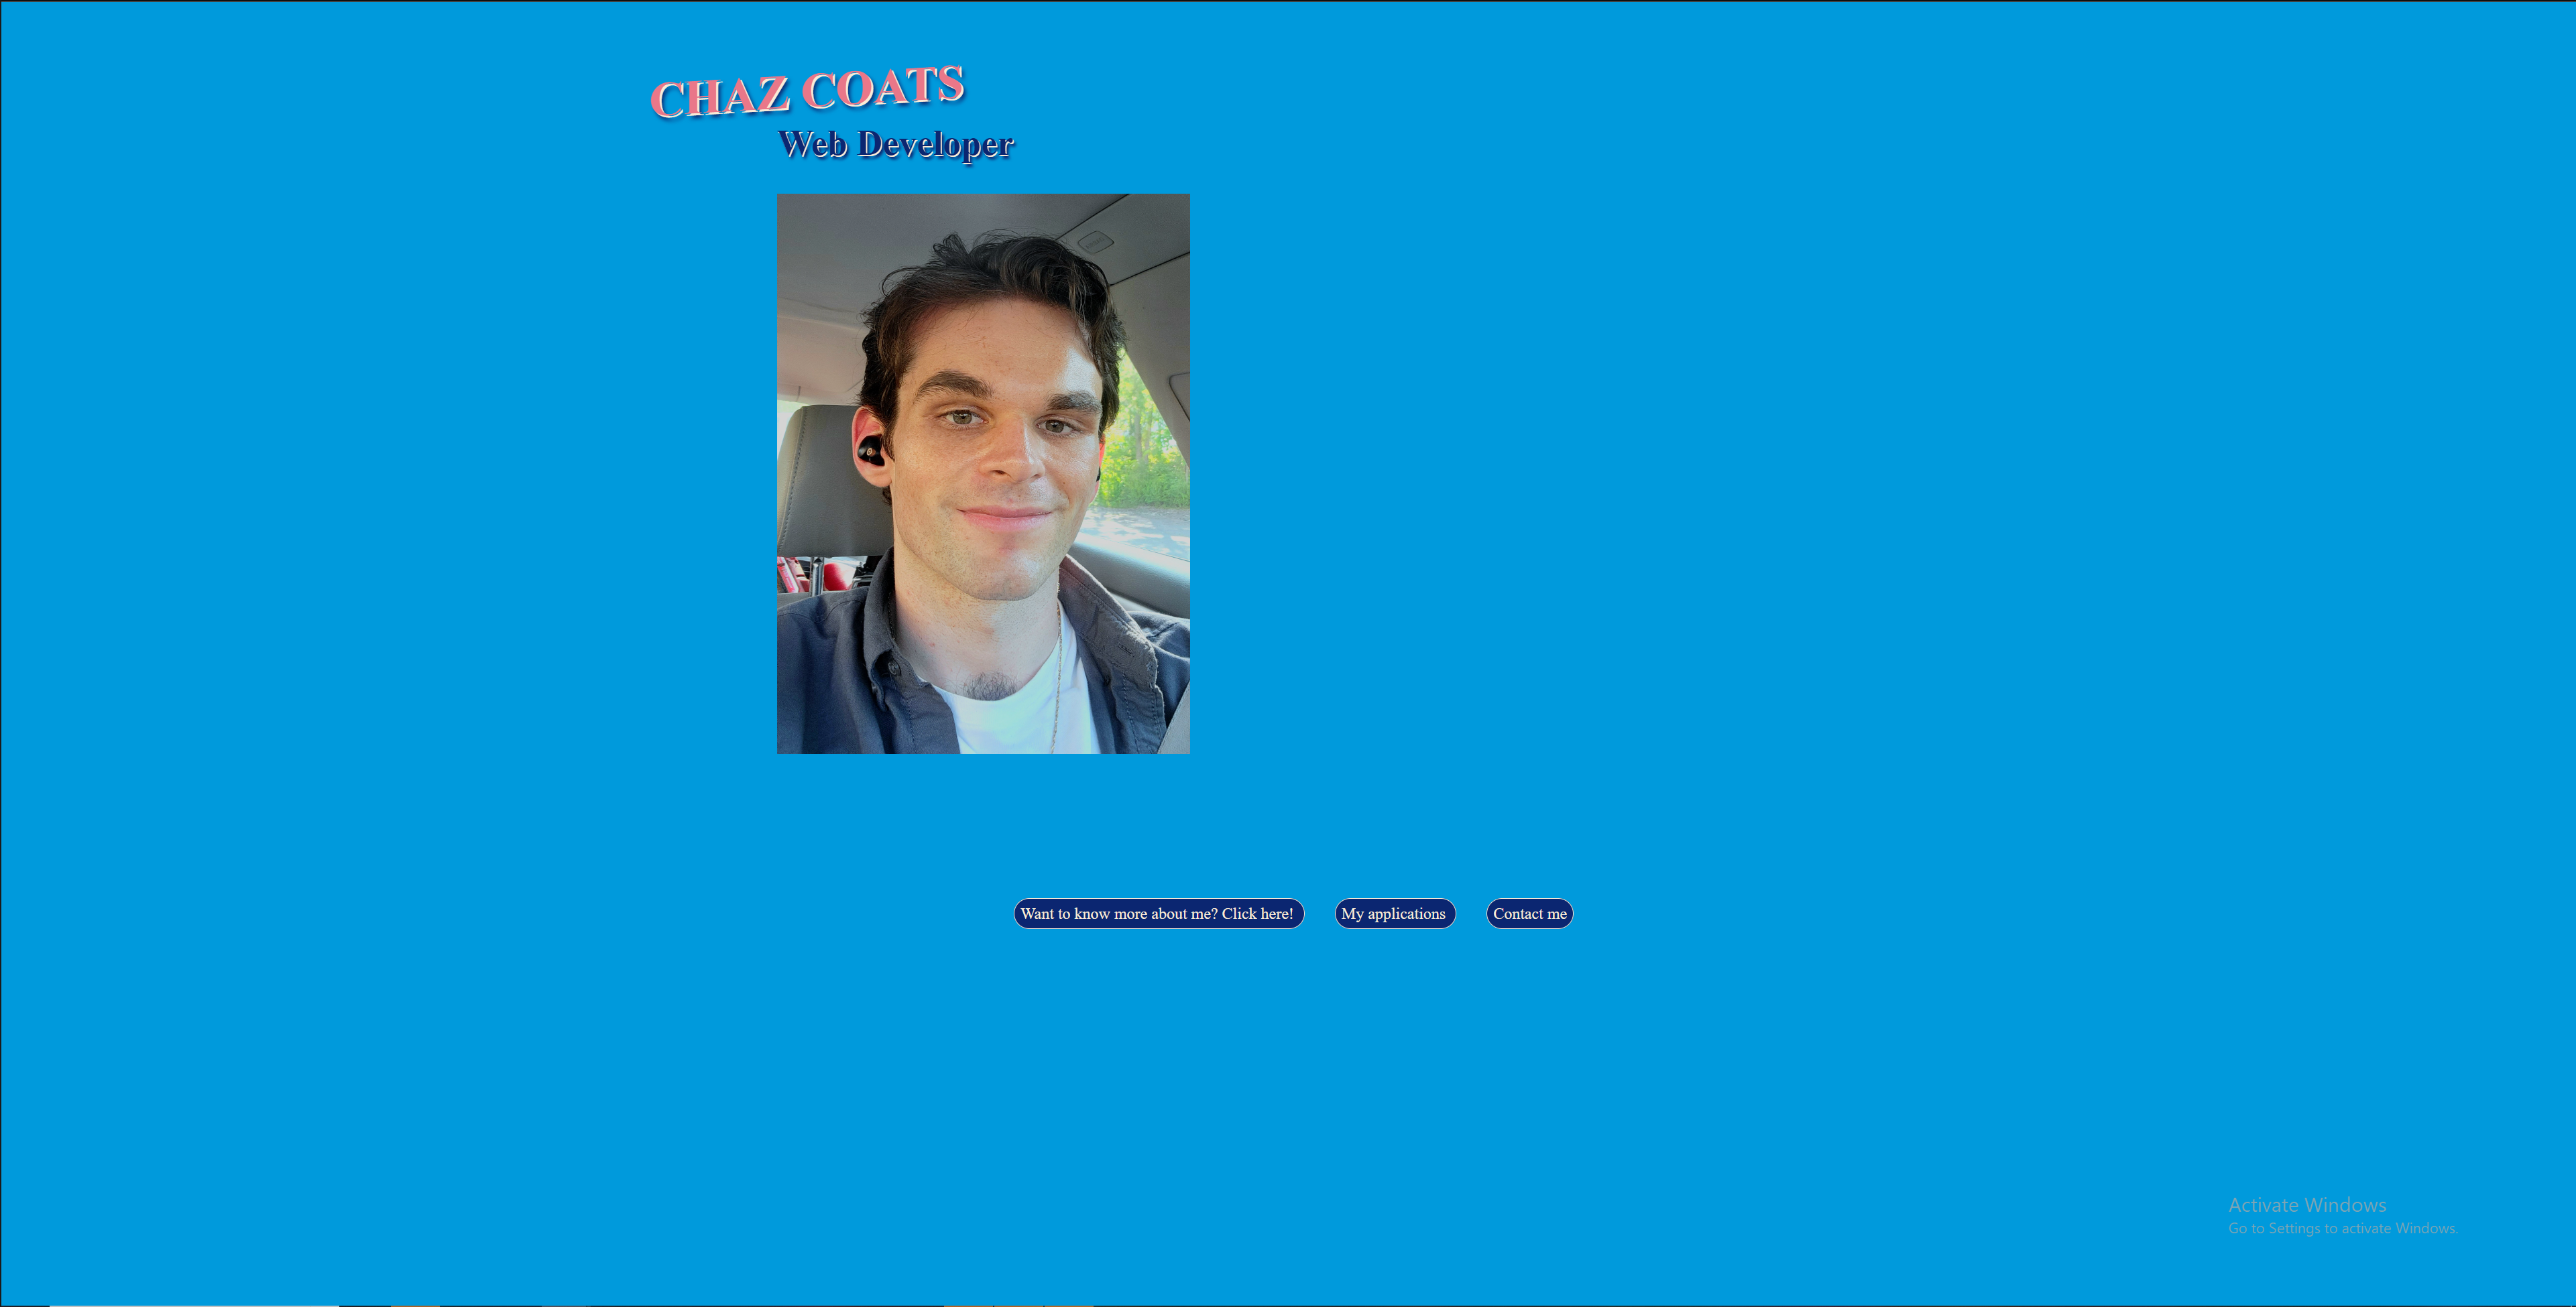 CHAZ COATS
Web Developer
Want to know more about me? Click here!
My applications
Contact me
Activate Windows
Go to Settings to activate Windows.